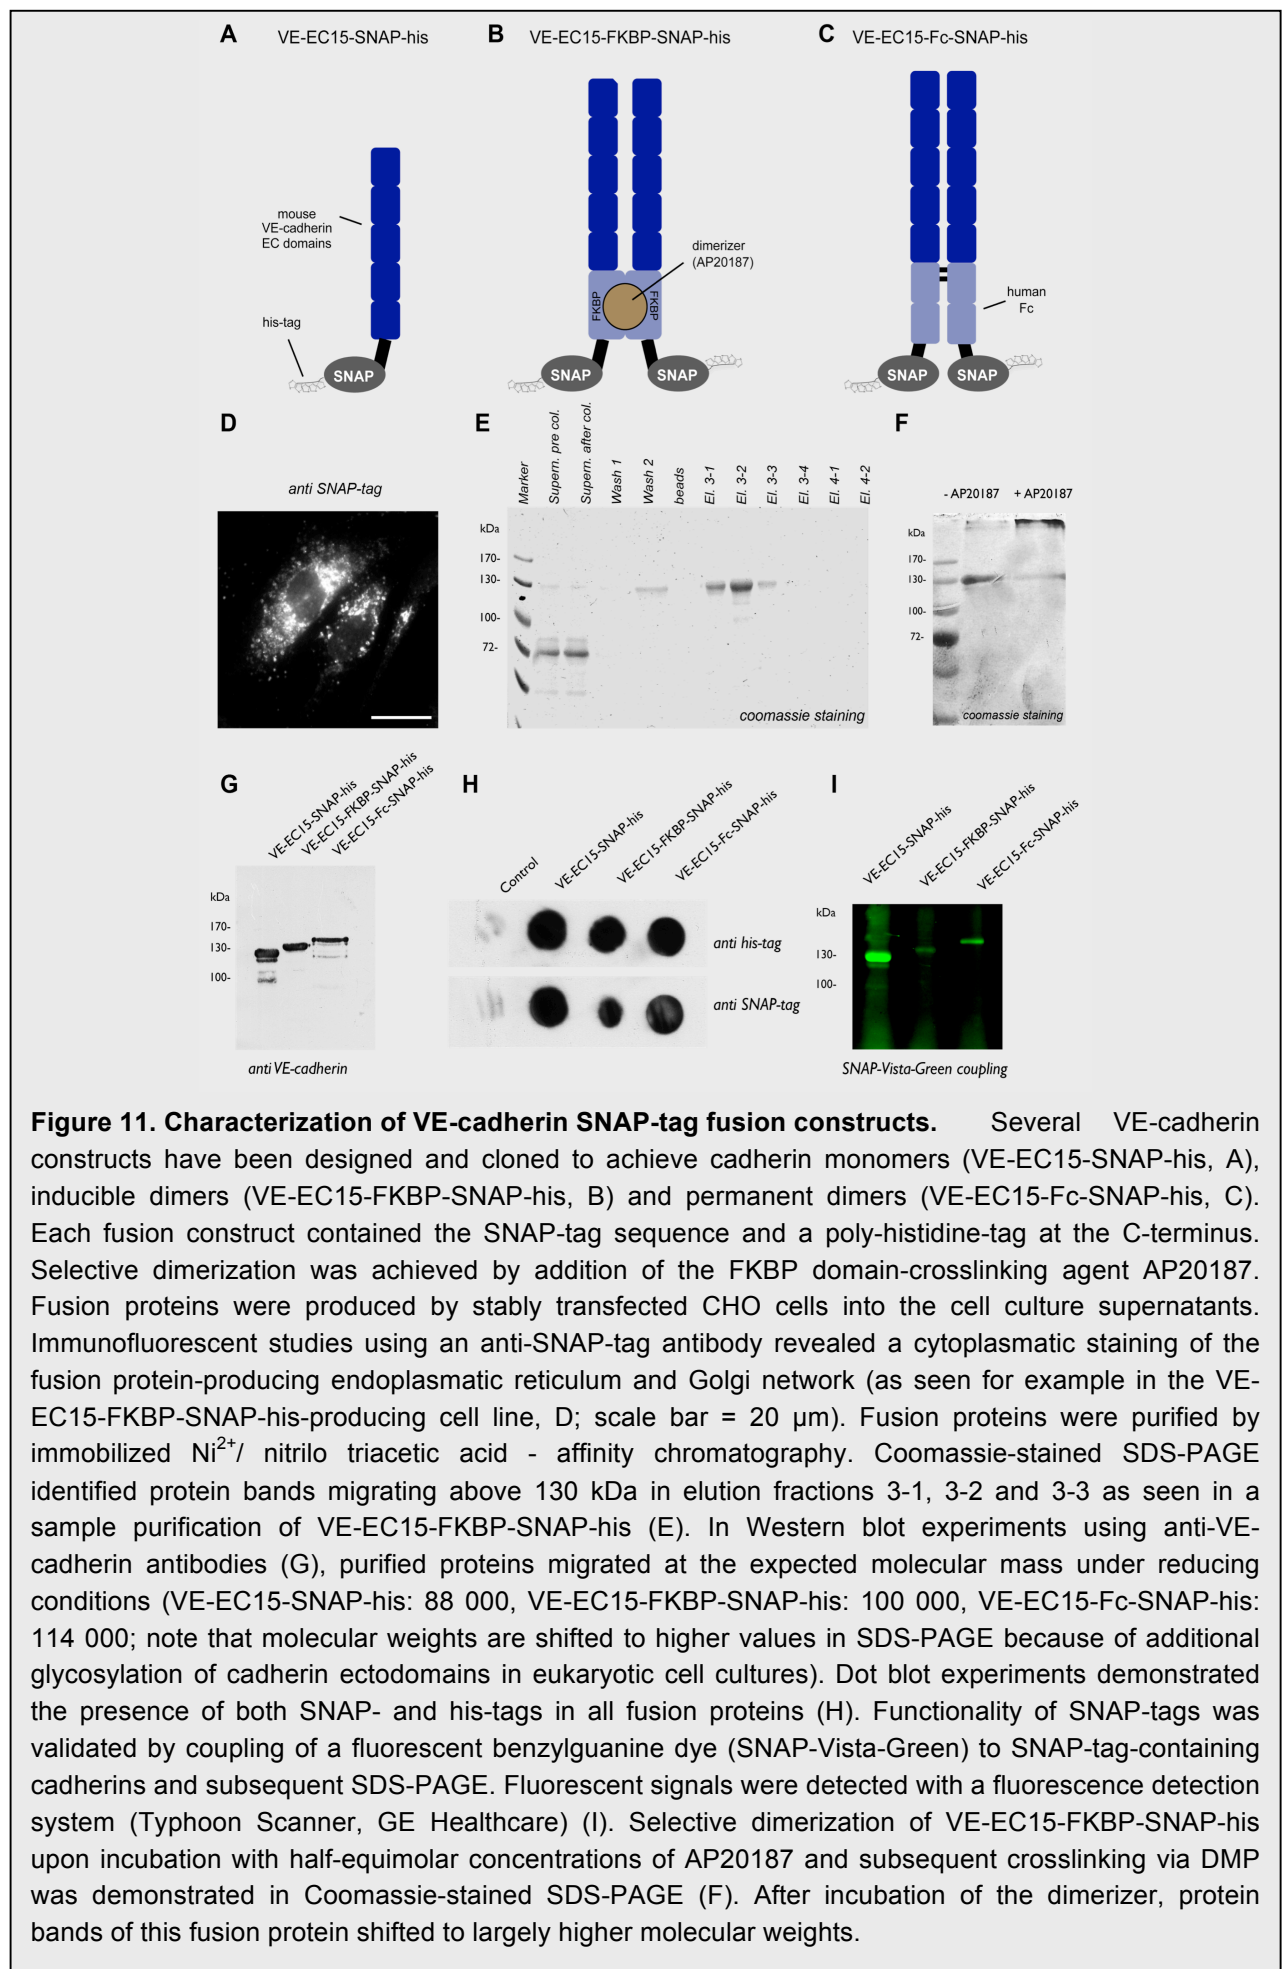 A VE-EC15-SNAP-his
B VE-EC15-FKBP-SNAP-his
C VE-EC15-Fc-SNAP-his
mouse
VE-cadherin
EC domains
his-tag
SNAP
dimerizer
(AP20187)
FKBP
FKBP
SNAP
SNAP
human
Fc
SNAP
SNAP
D
anti SNAP-tag
E
Marker
Supern. pre col.
Supern. after col.
Wash 1
Wash 2
beads
El. 3-1
El. 3-2
El. 3-3
El. 3-4
El. 4-1
El. 4-2
kDa
170-
130-
100-
72-
coomassie staining
F
- AP20187 + AP20187
kDa
170-
130-
100-
72-
coomassie staining
G
VE-EC15-SNAP-his
VE-EC15-FKBP-SNAP-his
VE-EC15-Fc-SNAP-his
kDa
170-
130-
100-
anti VE-cadherin
H
Control
VE-EC15-SNAP-his
VE-EC15-FKBP-SNAP-his
VE-EC15-Fc-SNAP-his
anti his-tag
anti SNAP-tag
I
VE-EC15-SNAP-his
VE-EC15-FKBP-SNAP-his
VE-EC15-Fc-SNAP-his
kDa
130-
100-
SNAP-Vista-Green coupling
Figure 11. Characterization of VE-cadherin SNAP-tag fusion constructs. Several VE-cadherin
constructs have been designed and cloned to achieve cadherin monomers (VE-EC15-SNAP-his, A),
inducible dimers (VE-EC15-FKBP-SNAP-his, B) and permanent dimers (VE-EC15-Fc-SNAP-his, C).
Each fusion construct contained the SNAP-tag sequence and a poly-histidine-tag at the C-terminus.
Selective dimerization was achieved by addition of the FKBP domain-crosslinking agent AP20187.
Fusion proteins were produced by stably transfected CHO cells into the cell culture supernatants.
Immunofluorescent studies using an anti-SNAP-tag antibody revealed a cytoplasmatic staining of the
fusion protein-producing endoplasmatic reticulum and Golgi network (as seen for example in the VE-
EC15-FKBP-SNAP-his-producing cell line, D; scale bar = 20 µm). Fusion proteins were purified by
immobilized Ni2+/ nitrilo triacetic acid - affinity chromatography. Coomassie-stained SDS-PAGE
identified protein bands migrating above 130 kDa in elution fractions 3-1, 3-2 and 3-3 as seen in a
sample purification of VE-EC15-FKBP-SNAP-his (E). In Western blot experiments using anti-VE-
cadherin antibodies (G), purified proteins migrated at the expected molecular mass under reducing
conditions (VE-EC15-SNAP-his: 88 000, VE-EC15-FKBP-SNAP-his: 100 000, VE-EC15-Fc-SNAP-his:
114 000; note that molecular weights are shifted to higher values in SDS-PAGE because of additional
glycosylation of cadherin ectodomains in eukaryotic cell cultures). Dot blot experiments demonstrated
the presence of both SNAP- and his-tags in all fusion proteins (H). Functionality of SNAP-tags was
validated by coupling of a fluorescent benzylguanine dye (SNAP-Vista-Green) to SNAP-tag-containing
cadherins and subsequent SDS-PAGE. Fluorescent signals were detected with a fluorescence detection
system (Typhoon Scanner, GE Healthcare) (I). Selective dimerization of VE-EC15-FKBP-SNAP-his
upon incubation with half-equimolar concentrations of AP20187 and subsequent crosslinking via DMP
was demonstrated in Coomassie-stained SDS-PAGE (F). After incubation of the dimerizer, protein
bands of this fusion protein shifted to largely higher molecular weights.